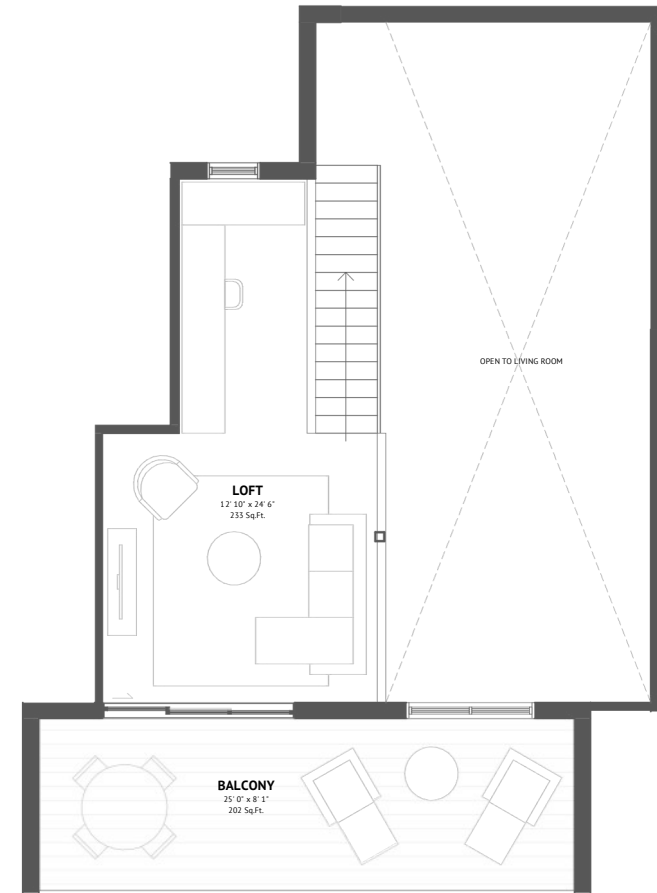 OPEN TO LIVING ROOM
LOFT
12' 10" x 24' 6"
233 Sq.Ft.
BALCONY
25' 0" x 8' 1"
202 Sq.Ft.